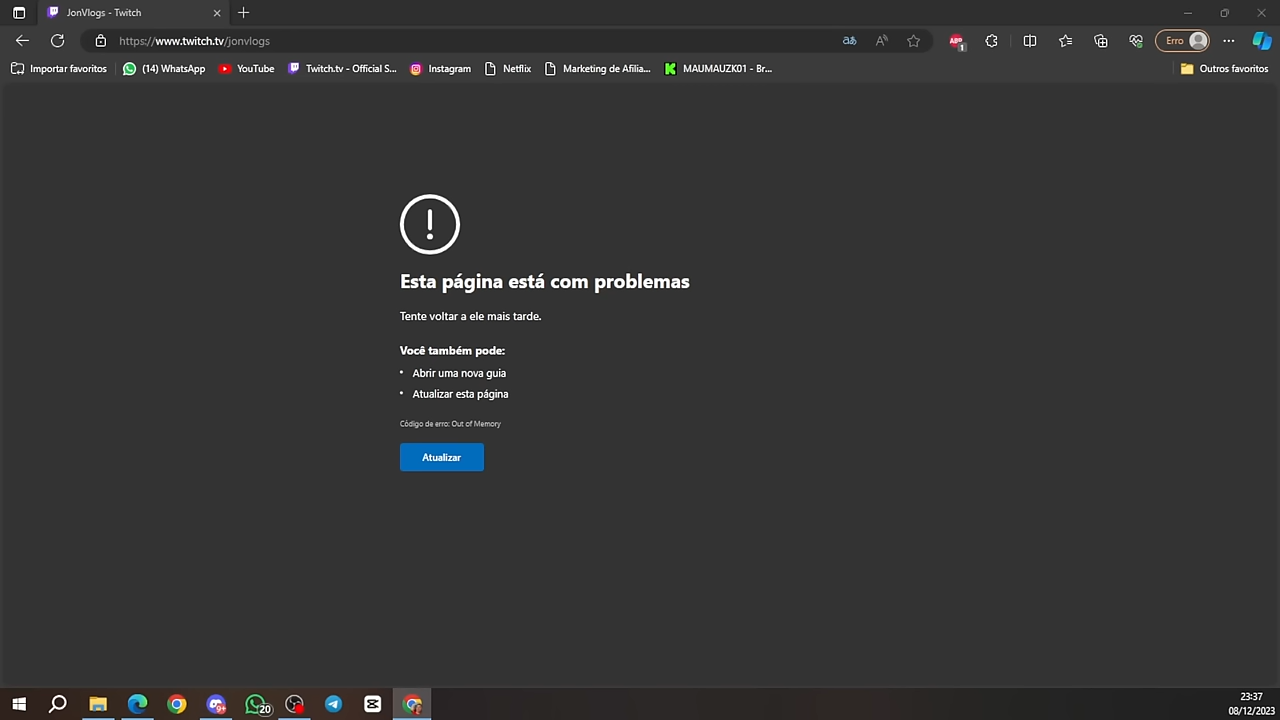 JonVlogs - Twitch
https://www.twitch.tv/jonvlogs
ABP
1
Erro
Importar favoritos
(14) WhatsApp
YouTube
Twitch.tv - Official S...
Instagram
Netflix
Marketing de Afilia...
MAUMAUZK01 - Br...
Outros favoritos
Esta página está com problemas
Tente voltar a ele mais tarde.
Você também pode:
• Abrir uma nova guia
• Atualizar esta página
Código de erro: Out of Memory
Atualizar
9+
20
23:37
08/12/2023